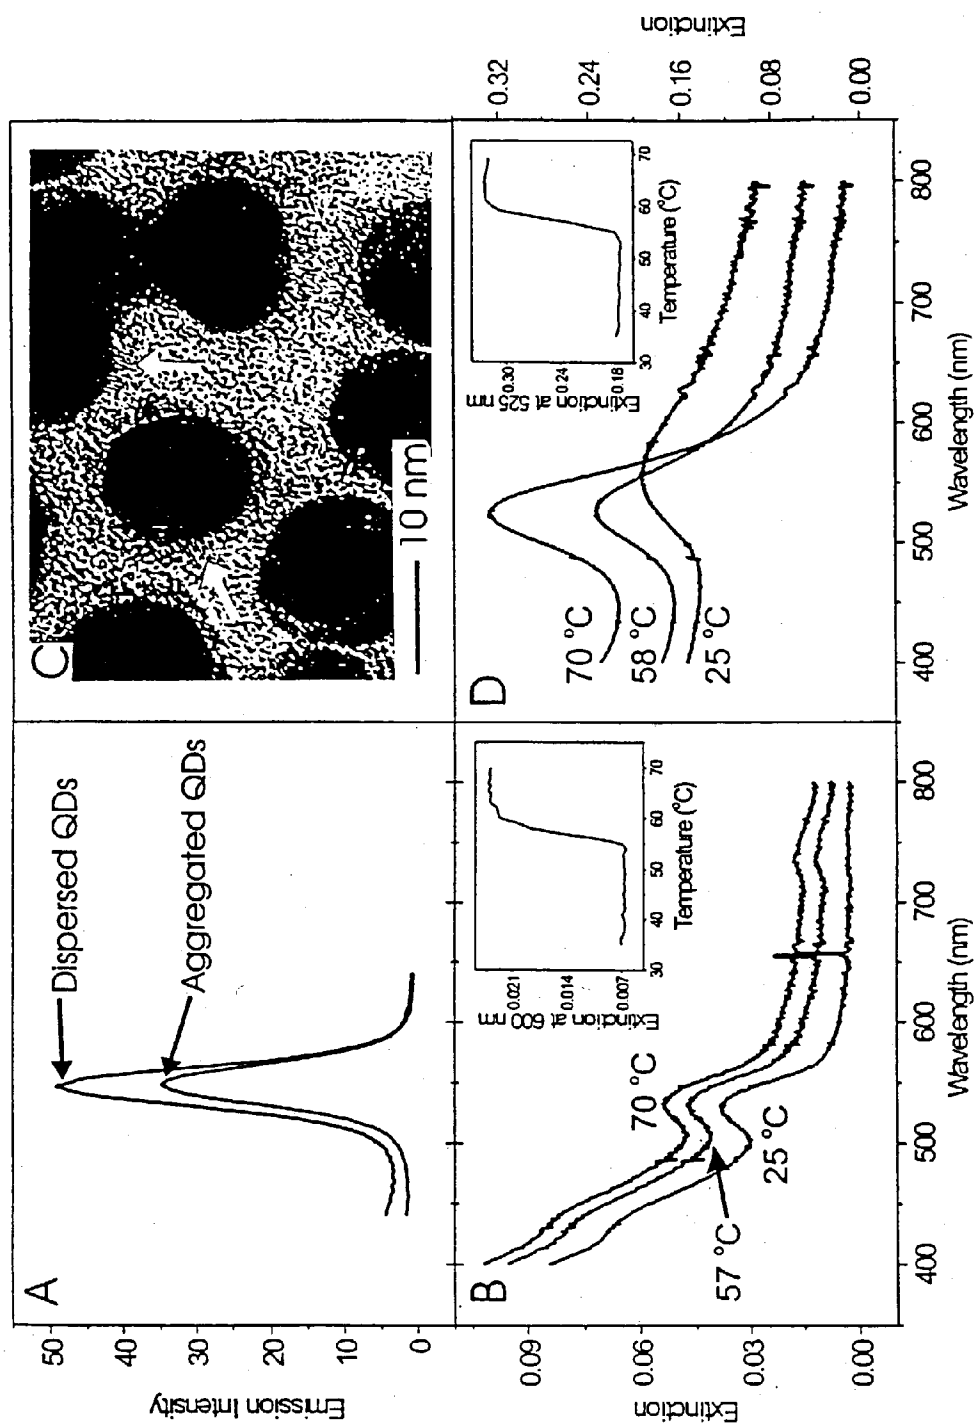 A
Dispersed QDs
Aggregated QDs
Emission Intensity
50
40
30
20
10
0
C
10 nm
B
70 °C
57 °C
25 °C
Extinction
0.09
0.06
0.03
0.00
400
500
600
700
800
Wavelength (nm)
Extinction at 600 nm
0.021
0.014
0.007
30
40
50
60
70
Temperature (°C)
D
70 °C
58 °C
25 °C
Extinction
0.32
0.24
0.16
0.08
0.00
400
500
600
700
800
Wavelength (nm)
Extinction at 525 nm
0.30
0.24
0.18
30
40
50
60
70
Temperature (°C)